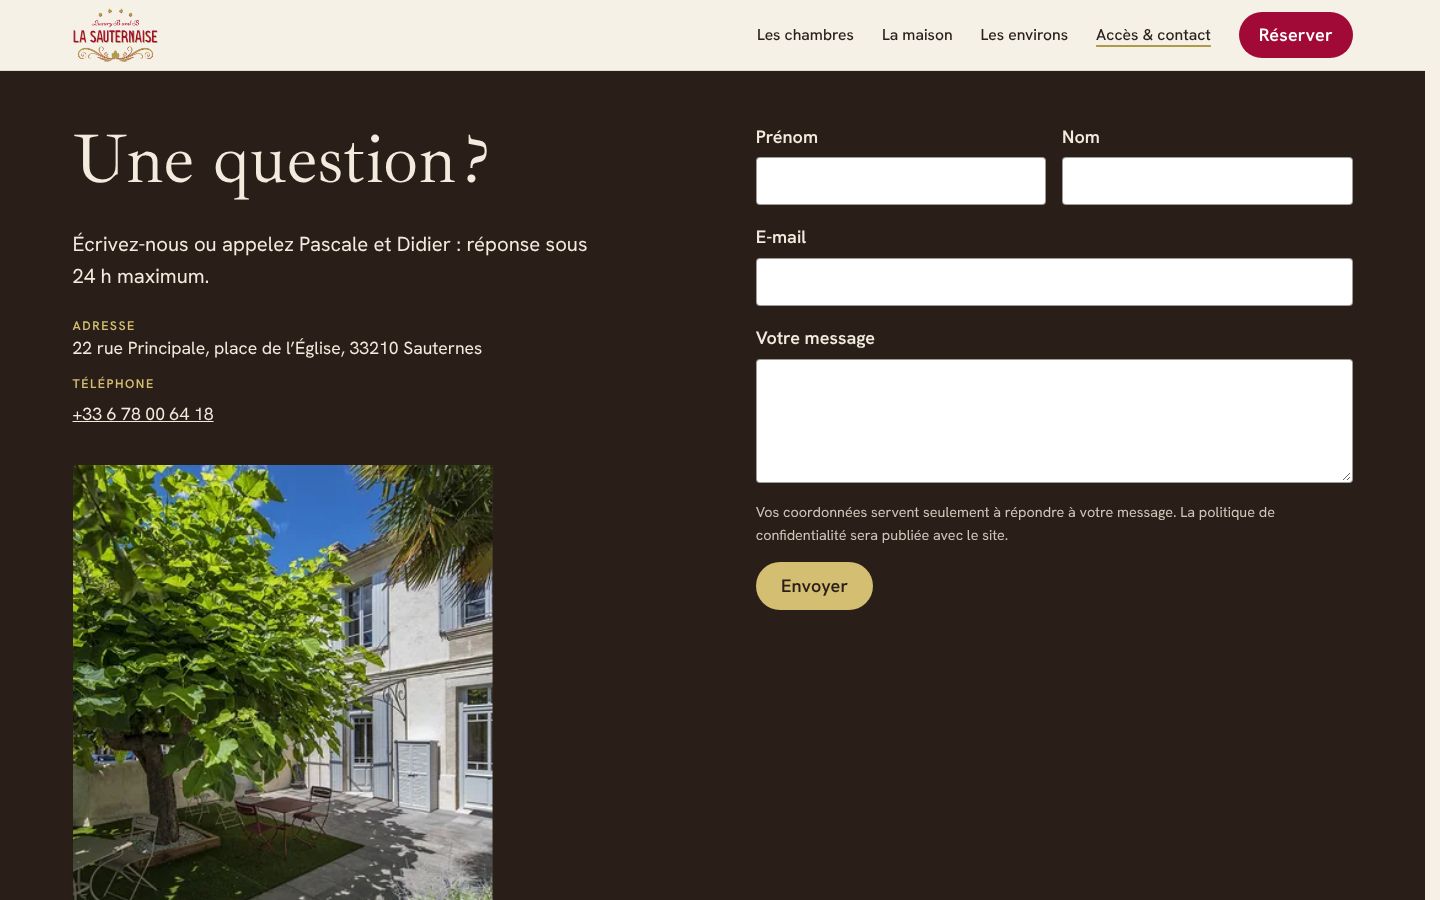 Luxury B and B
LA SAUTERNAISE
Les chambres
La maison
Les environs
Accès & contact
Réserver
Une question ?
Écrivez-nous ou appelez Pascale et Didier : réponse sous
24 h maximum.
ADRESSE
22 rue Principale, place de l’Église, 33210 Sauternes
TÉLÉPHONE
+33 6 78 00 64 18
Prénom
Nom
E-mail
Votre message
Vos coordonnées servent seulement à répondre à votre message. La politique de
confidentialité sera publiée avec le site.
Envoyer